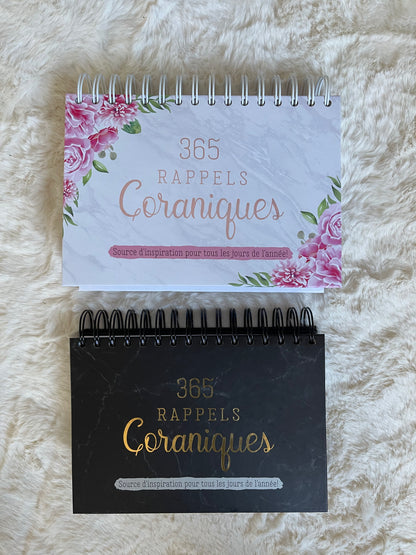 365
RAPPELS
Coraniques
Source d'inspiration pour tous les jours de l'année!
365
RAPPELS
Coraniques
Source d'inspiration pour tous les jours de l'année!